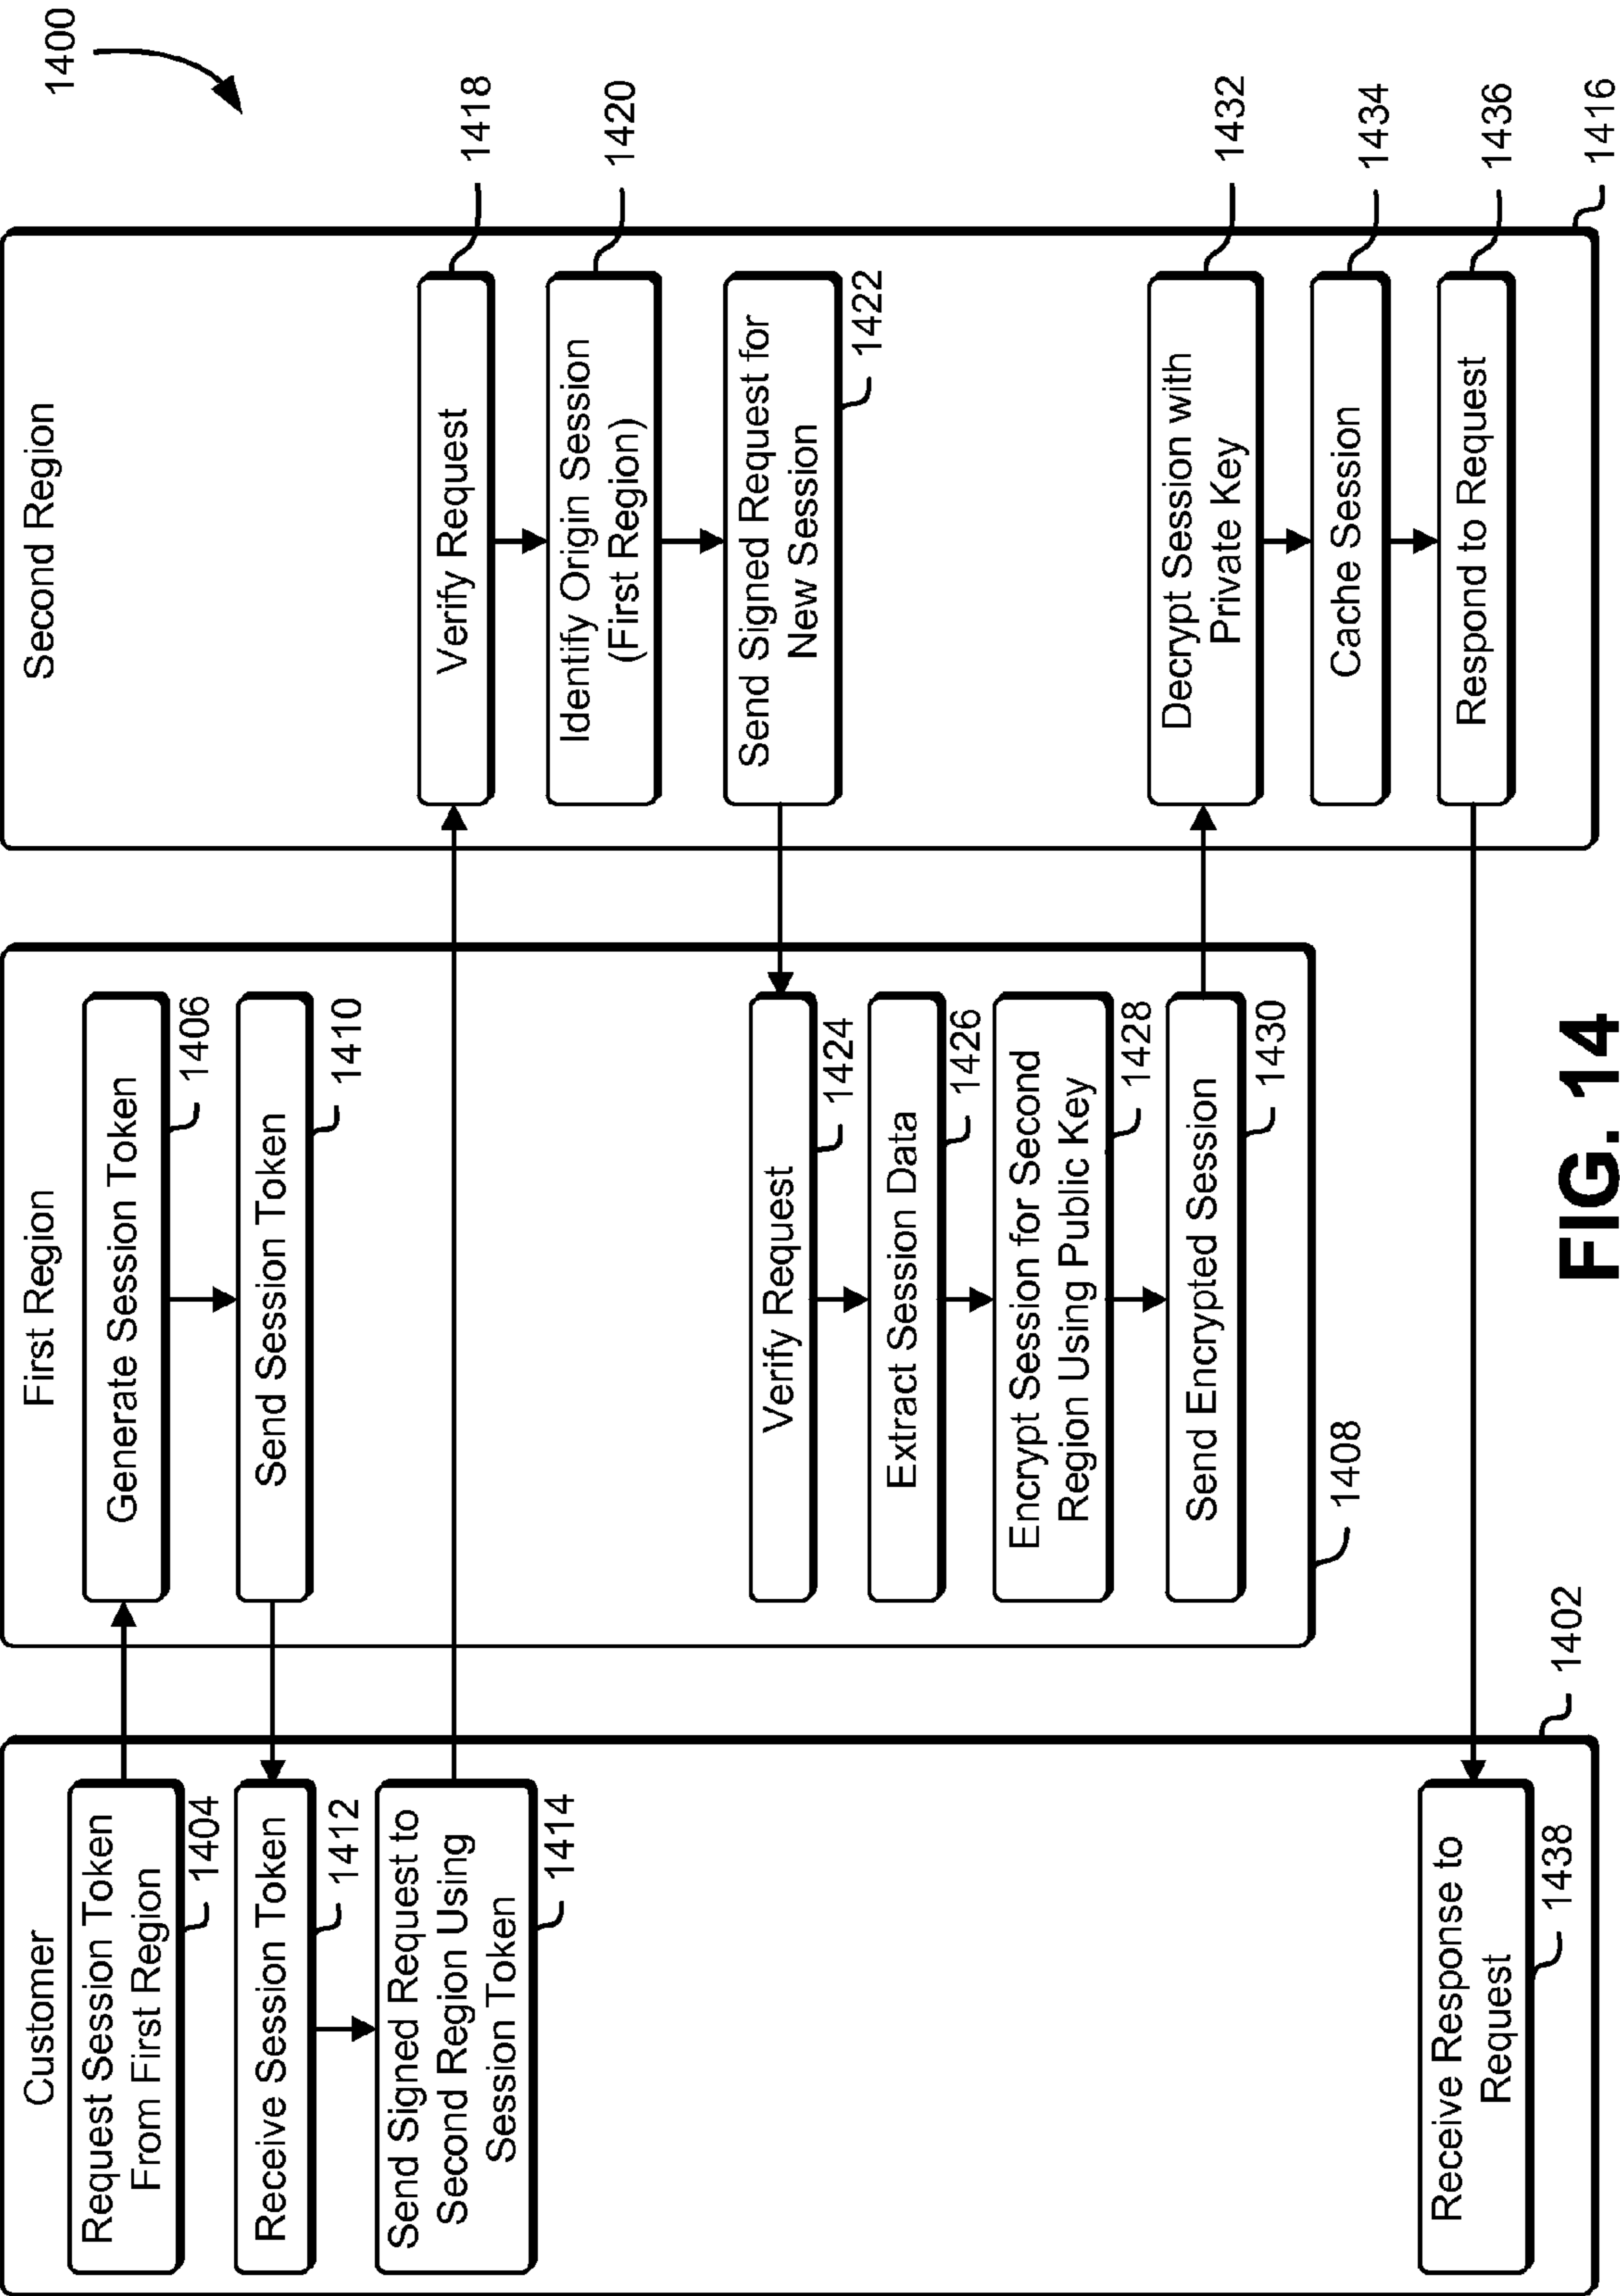 1400
Customer
Request Session Token
From First Region
1404
Receive Session Token
1412
Send Signed Request to
Second Region Using
Session Token
1414
Receive Response to
Request
1438
1402
First Region
Generate Session Token
1406
Send Session Token
1410
Verify Request
1424
Extract Session Data
1426
Encrypt Session for Second
Region Using Public Key
1428
Send Encrypted Session
1430
1408
Second Region
Verify Request
1418
Identify Origin Session
(First Region)
1420
Send Signed Request for
New Session
1422
Decrypt Session with
Private Key
1432
Cache Session
1434
Respond to Request
1436
1416
FIG. 14